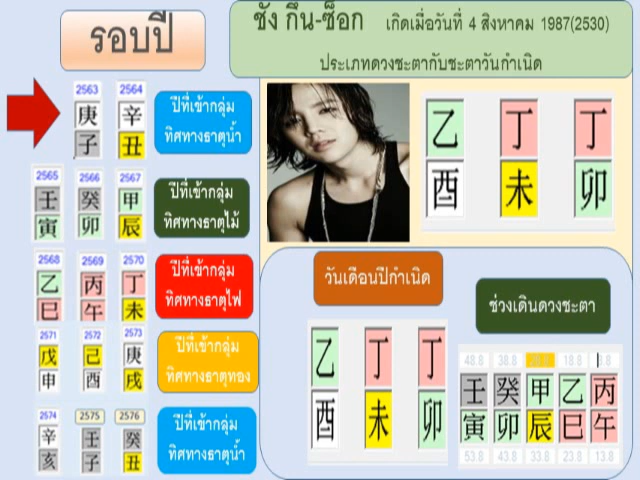 รอบปี
ชัง กึน-ซ็อก เกิดเมื่อวันที่ 4 สิงหาคม 1987(2530)
ประเภทดวงชะตากับชะตาวันกำเนิด
2563 2564
庚 辛
子 丑
ปีที่เข้ากลุ่ม
ทิศทางธาตุน้ำ
乙 丁 丁
酉 未 卯
2565 2566 2567
壬 癸 甲
寅 卯 辰
ปีที่เข้ากลุ่ม
ทิศทางธาตุไม้
2568 2569 2570
乙 丙 丁
巳 午 未
ปีที่เข้ากลุ่ม
ทิศทางธาตุไฟ
2571 2572 2573
戊 己 庚
申 酉 戌
ปีที่เข้ากลุ่ม
ทิศทางธาตุทอง
2574 2575 2576
辛 壬 癸
亥 子 丑
ปีที่เข้ากลุ่ม
ทิศทางธาตุน้ำ
วันเดือนปีกำเนิด
乙 丁 丁
酉 未 卯
ช่วงเดินดวงชะตา
48.8 38.8 18.8 8.8
壬 癸 甲 乙 丙
寅 卯 辰 巳 午
53.8 43.8 33.8 23.8 13.8